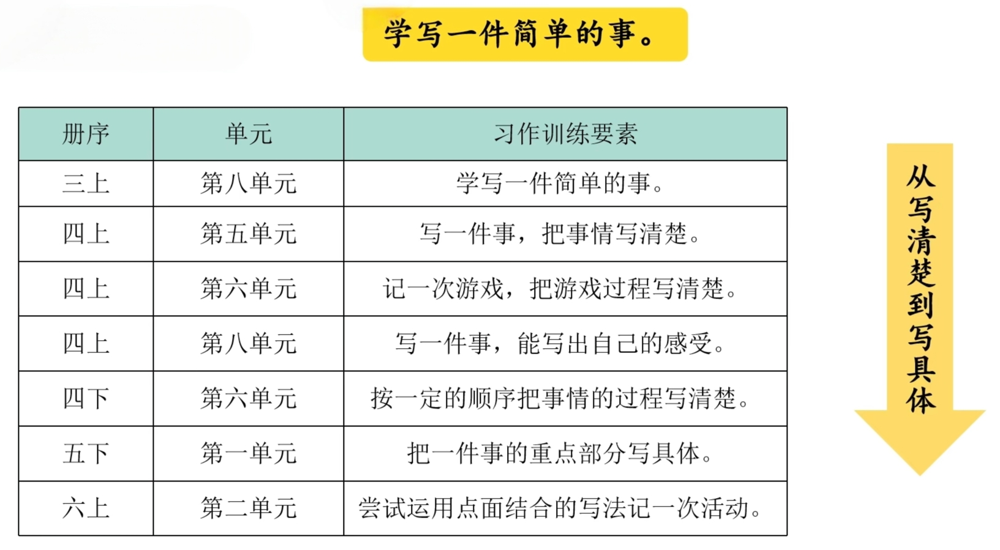 学写一件简单的事。
册序 单元 习作训练要素
三上 第八单元 学写一件简单的事。
四上 第五单元 写一件事，把事情写清楚。
四上 第六单元 记一次游戏，把游戏过程写清楚。
四上 第八单元 写一件事，能写出自己的感受。
四下 第六单元 按一定的顺序把事情的过程写清楚。
五下 第一单元 把一件事的重点部分写具体。
六上 第二单元 尝试运用点面结合的写法记一次活动。
从写清楚到写具体